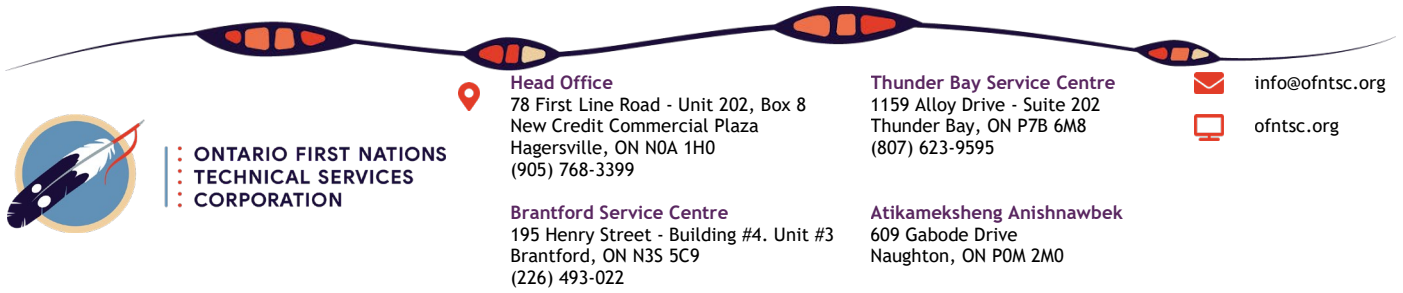 ONTARIO FIRST NATIONS
TECHNICAL SERVICES
CORPORATION
Head Office
78 First Line Road - Unit 202, Box 8
New Credit Commercial Plaza
Hagersville, ON N0A 1H0
(905) 768-3399
Brantford Service Centre
195 Henry Street - Building #4. Unit #3
Brantford, ON N3S 5C9
(226) 493-022
Thunder Bay Service Centre
1159 Alloy Drive - Suite 202
Thunder Bay, ON P7B 6M8
(807) 623-9595
Atikameksheng Anishnawbek
609 Gabode Drive
Naughton, ON P0M 2M0
info@ofntsc.org
ofntsc.org